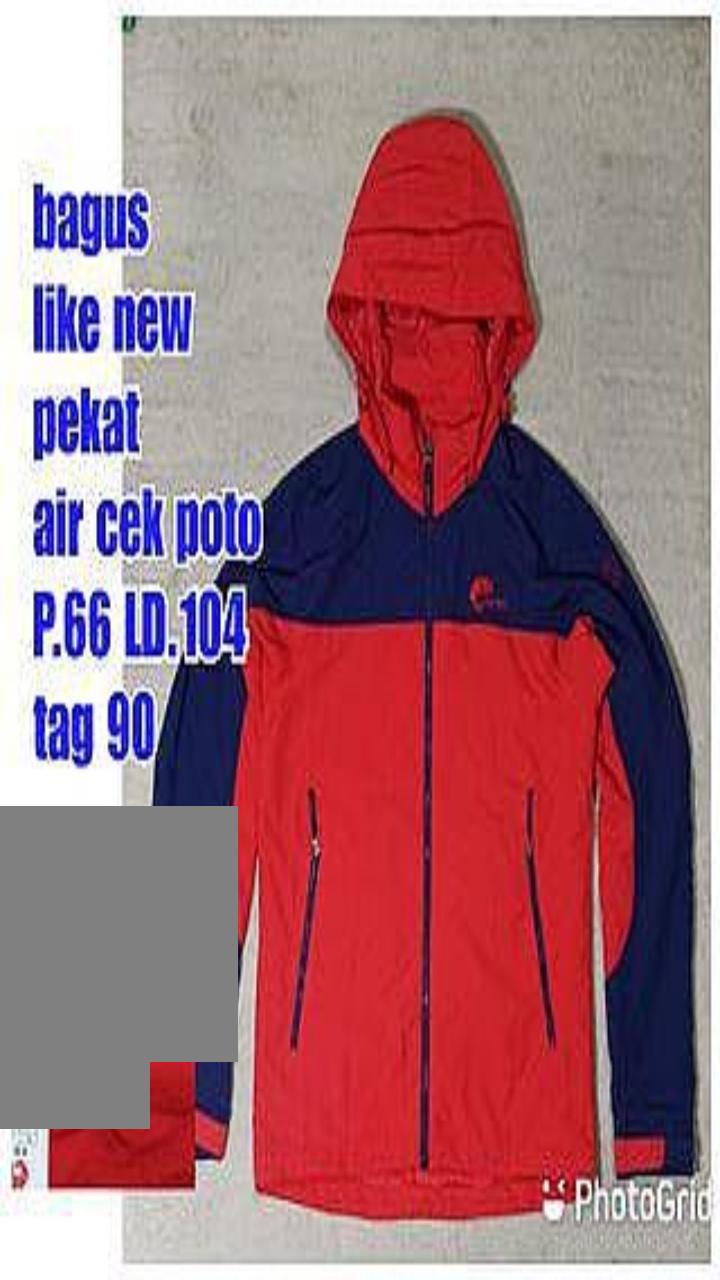 bagus
like new
pekat
air cek poto
P.66 LD.104
tag 90
PhotoGrid